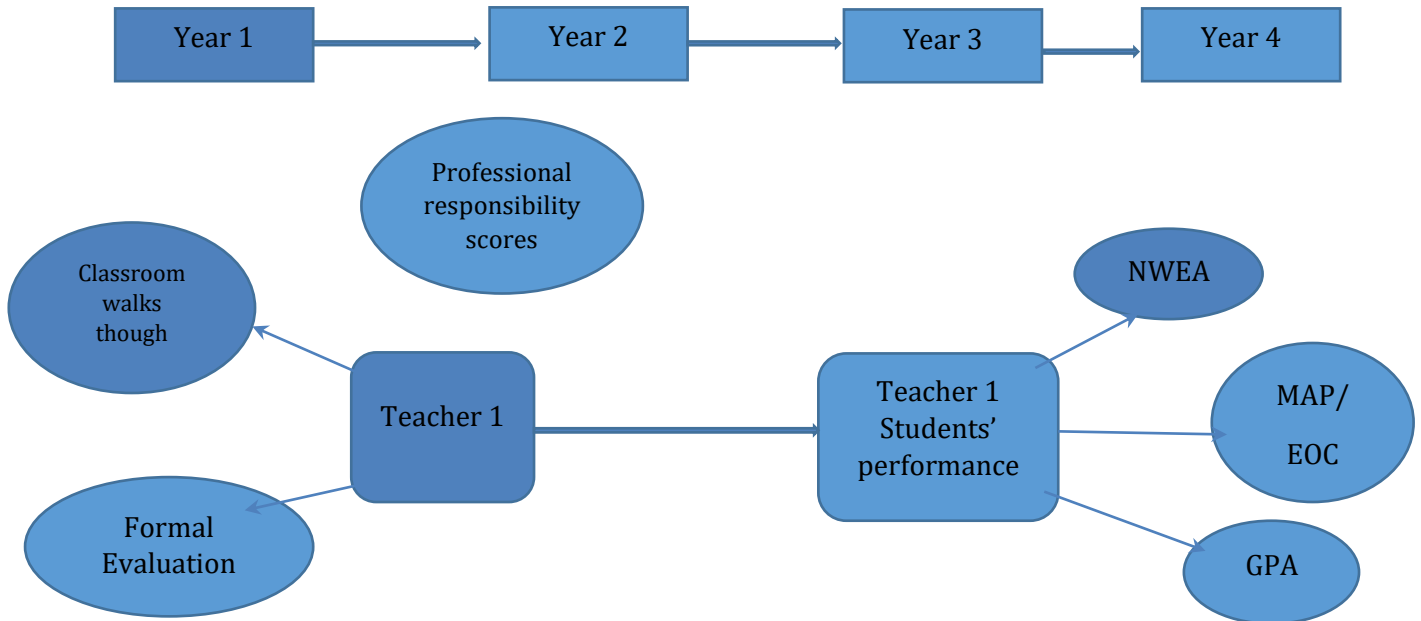 Year 1
Year 2
Year 3
Year 4
Professional
responsibility
scores
Classroom
walks
though
NWEA
Teacher 1
Teacher 1
Students’
performance
MAP/
EOC
Formal
Evaluation
GPA